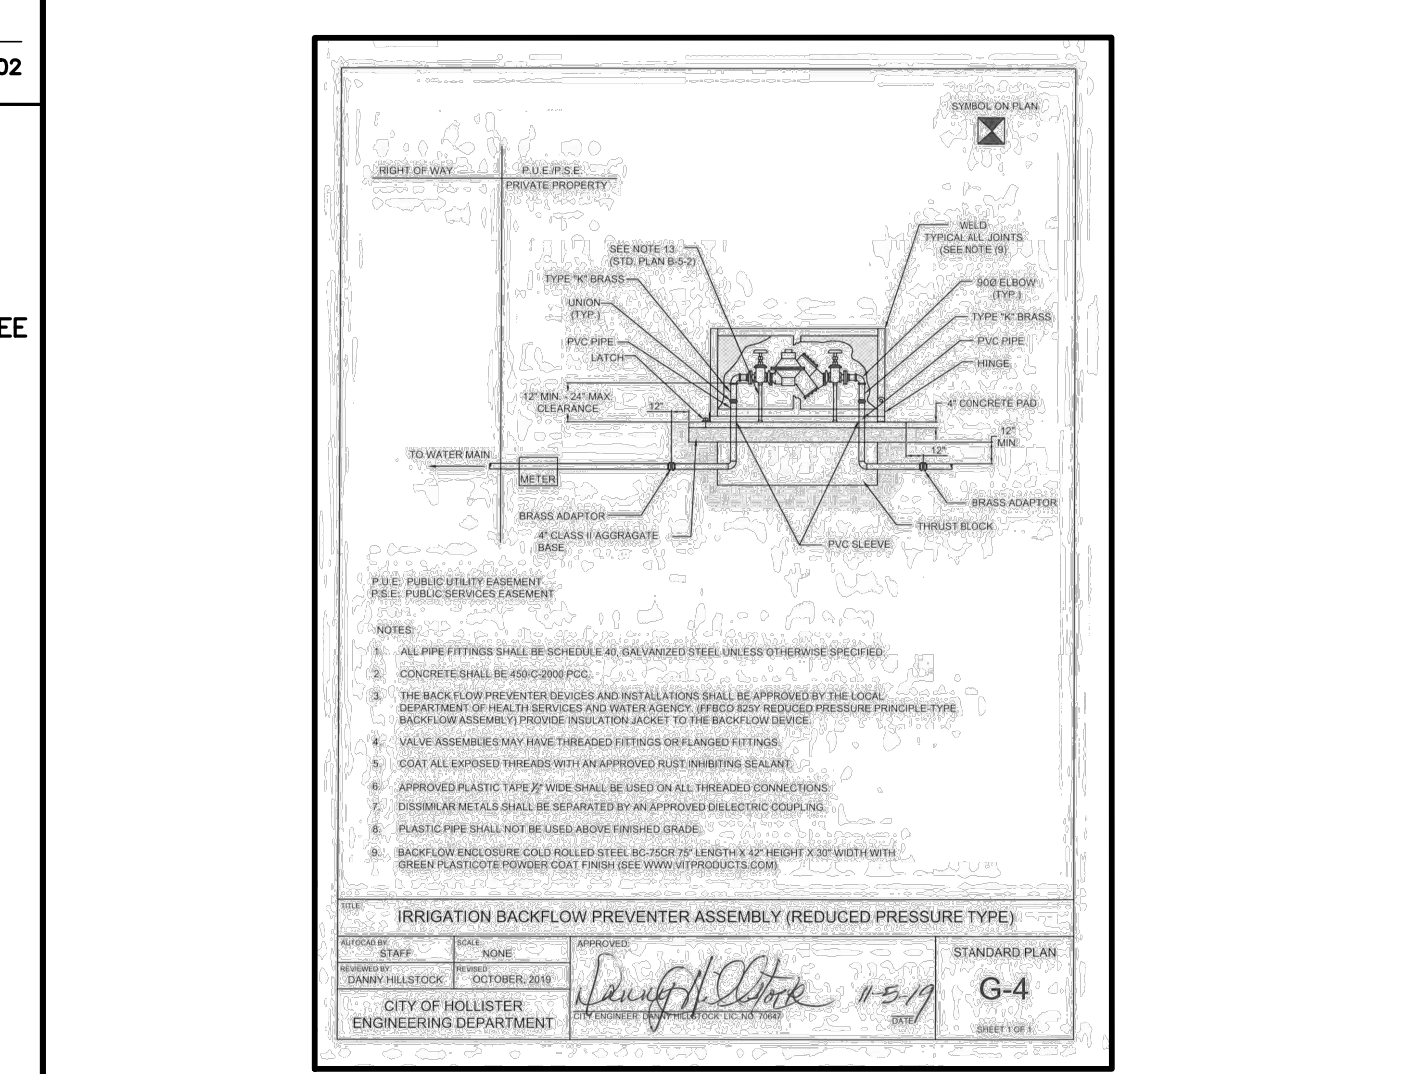 02
EE
SYMBOL ON PLAN
RIGHT OF WAY
P.U.E./P.S.E.
PRIVATE PROPERTY
WELD
TYPICAL ALL JOINTS
(SEE NOTE (9)
SEE NOTE 13
(STD. PLAN B-5-2)
TYPE "K" BRASS
UNION
(TYP.)
PVC PIPE
LATCH
90Ø ELBOW
(TYP.)
TYPE "K" BRASS
PVC PIPE
HINGE
12" MIN. - 24" MAX.
CLEARANCE
12"
4" CONCRETE PAD
12"
MIN.
12"
TO WATER MAIN
METER
BRASS ADAPTOR
4" CLASS II AGGRAGATE
BASE
BRASS ADAPTOR
THRUST BLOCK
PVC SLEEVE
P.U.E: PUBLIC UTILITY EASEMENT
P.S.E: PUBLIC SERVICES EASEMENT
NOTES:
1. ALL PIPE FITTINGS SHALL BE SCHEDULE 40, GALVANIZED STEEL UNLESS OTHERWISE SPECIFIED.
2. CONCRETE SHALL BE 450-C-2000 PCC.
3. THE BACK FLOW PREVENTER DEVICES AND INSTALLATIONS SHALL BE APPROVED BY THE LOCAL
DEPARTMENT OF HEALTH SERVICES AND WATER AGENCY. (FFBCO 825Y REDUCED PRESSURE PRINCIPLE-TYPE
BACKFLOW ASSEMBLY) PROVIDE INSULATION JACKET TO THE BACKFLOW DEVICE.
4. VALVE ASSEMBLIES MAY HAVE THREADED FITTINGS OR FLANGED FITTINGS.
5. COAT ALL EXPOSED THREADS WITH AN APPROVED RUST INHIBITING SEALANT.
6. APPROVED PLASTIC TAPE ½" WIDE SHALL BE USED ON ALL THREADED CONNECTIONS.
7. DISSIMILAR METALS SHALL BE SEPARATED BY AN APPROVED DIELECTRIC COUPLING.
8. PLASTIC PIPE SHALL NOT BE USED ABOVE FINISHED GRADE.
9. BACKFLOW ENCLOSURE COLD ROLLED STEEL BC-75CR 75" LENGTH X 42" HEIGHT X 30" WIDTH WITH
GREEN PLASTICOTE POWDER COAT FINISH (SEE WWW.VITPRODUCTS.COM)
TITLE:
IRRIGATION BACKFLOW PREVENTER ASSEMBLY (REDUCED PRESSURE TYPE)
AUTOCAD BY:
STAFF
SCALE:
NONE
REVIEWED BY:
DANNY HILLSTOCK
REVISED:
OCTOBER, 2019
CITY OF HOLLISTER
ENGINEERING DEPARTMENT
APPROVED:
Danny Hillstock 11-5-19
CITY ENGINEER: DANNY HILLSTOCK LIC. NO. 70647
DATE
STANDARD PLAN
G-4
SHEET 1 OF 1